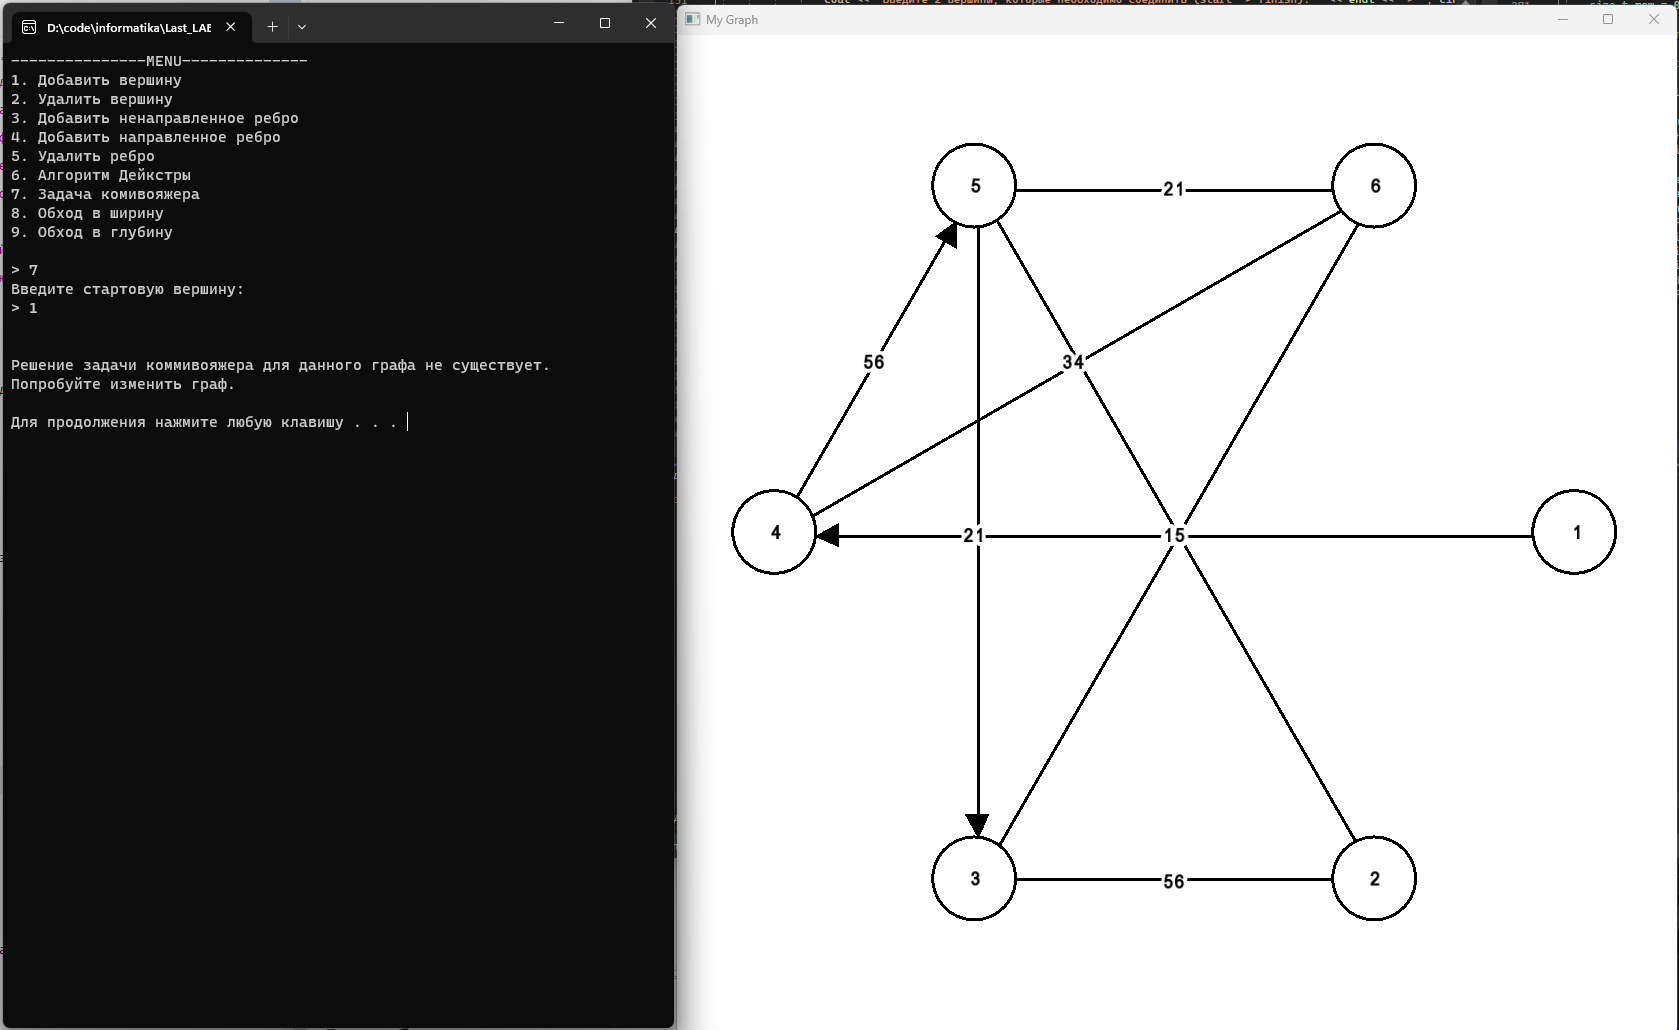 D:\code\informatika\Last_LAE
---------------MENU--------------
1. Добавить вершину
2. Удалить вершину
3. Добавить ненаправленное ребро
4. Добавить направленное ребро
5. Удалить ребро
6. Алгоритм Дейкстры
7. Задача комивояжера
8. Обход в ширину
9. Обход в глубину
> 7
Введите стартовую вершину:
> 1
Решение задачи коммивояжера для данного графа не существует.
Попробуйте изменить граф.
Для продолжения нажмите любую клавишу . . .
My Graph
5
21
6
56
34
4
21
15
1
3
56
2